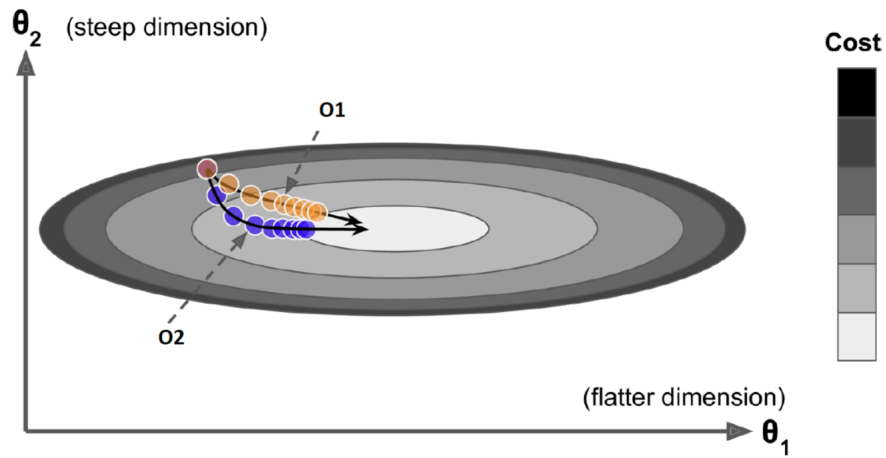 θ2 (steep dimension)
Cost
O1
O2
(flatter dimension)
θ1